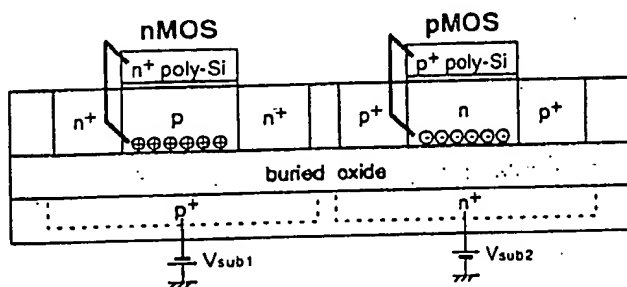 nMOS pMOS
n+ poly-Si p+ poly-Si
n+ p n+ p+ n p+
buried oxide
p+ n+
Vsub1 Vsub2